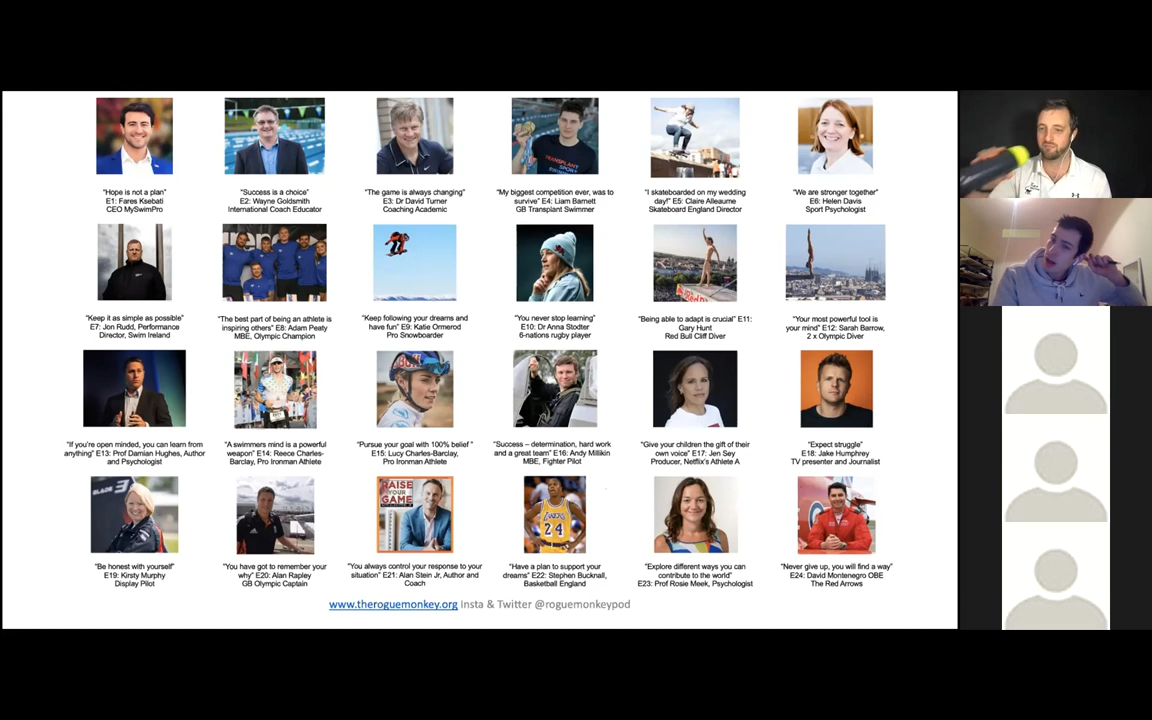 “Hope is not a plan”
E1: Fares Ksebati
CEO MySwimPro
“Success is a choice”
E2: Wayne Goldsmith
International Coach Educator
“The game is always changing”
E3: Dr David Turner
Coaching Academic
TRANSPLANT
“My biggest competition ever, was to
survive” E4: Liam Barnett
GB Transplant Swimmer
“I skateboarded on my wedding
day!” E5: Claire Alleaume
Skateboard England Director
“We are stronger together”
E6: Helen Davis
Sport Psychologist
“Keep it as simple as possible”
E7: Jon Rudd, Performance
Director, Swim Ireland
“The best part of being an athlete is
inspiring others” E8: Adam Peaty
MBE, Olympic Champion
“Keep following your dreams and
have fun” E9: Katie Ormerod
Pro Snowboarder
“You never stop learning”
E10: Dr Anna Stodter
6-nations rugby player
“Being able to adapt is crucial” E11:
Gary Hunt
Red Bull Cliff Diver
“Your most powerful tool is
your mind” E12: Sarah Barrow,
2 x Olympic Diver
“If you’re open minded, you can learn from
anything” E13: Prof Damian Hughes, Author
and Psychologist
“A swimmers mind is a powerful
weapon” E14: Reece Charles-
Barclay, Pro Ironman Athlete
“Pursue your goal with 100% belief ”
E15: Lucy Charles-Barclay,
Pro Ironman Athlete
“Success – determination, hard work
and a great team” E16: Andy Millikin
MBE, Fighter Pilot
“Give your children the gift of their
own voice” E17: Jen Sey
Producer, Netflix’s Athlete A
“Expect struggle”
E18: Jake Humphrey
TV presenter and Journalist
“Be honest with yourself”
E19: Kirsty Murphy
Display Pilot
“You have got to remember your
why” E20: Alan Rapley
GB Olympic Captain
RAISE
YOUR
GAME
“You always control your response to your
situation” E21: Alan Stein Jr, Author and
Coach
LAKERS
24
“Have a plan to support your
dreams” E22: Stephen Bucknall,
Basketball England
“Explore different ways you can
contribute to the world”
E23: Prof Rosie Meek, Psychologist
“Never give up, you will find a way”
E24: David Montenegro OBE
The Red Arrows
www.theroguemonkey.org Insta & Twitter @roguemonkeypod